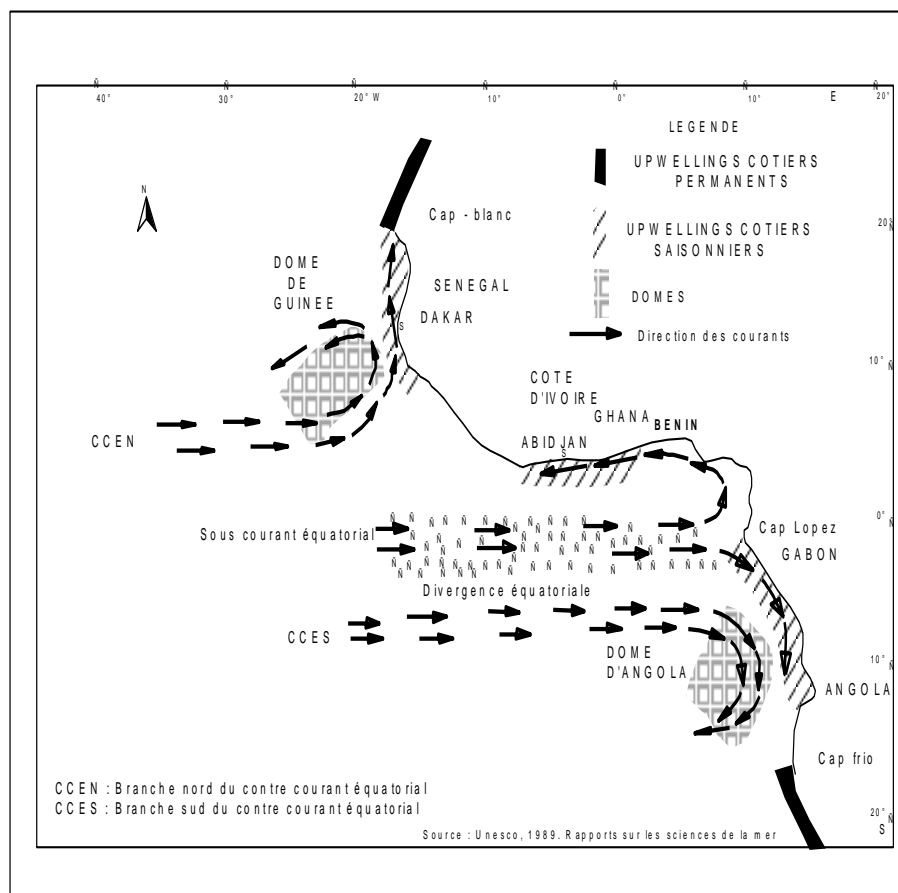 40° 30° 20° W 10° 0° 10° E 20°
LEGENDE
UPWELLINGS COTIERS
PERMANENTS
UPWELLINGS COTIERS
SAISONNIERS
DOMES
Direction des courants
N
Cap - blanc
20°
DOME
DE
GUINEE
SENEGAL
DAKAR
S
10°
COTE
D'IVOIRE
GHANA
BENIN
ABIDJAN
S
CCEN
0°
Sous courant équatorial
Cap Lopez
GABON
Divergence équatoriale
CCES
DOME
D'ANGOLA
10°
ANGOLA
Cap frio
CCEN : Branche nord du contre courant équatorial
CCES : Branche sud du contre courant équatorial
20°
S
Source : Unesco, 1989. Rapports sur les sciences de la mer